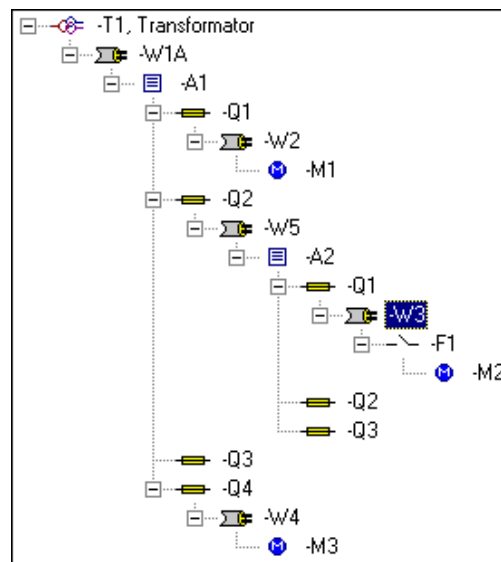 -T1, Transformator
-W1A
-A1
-Q1
-W2
-M1
-Q2
-W5
-A2
-Q1
-W3
-F1
-M2
-Q2
-Q3
-Q3
-Q4
-W4
-M3